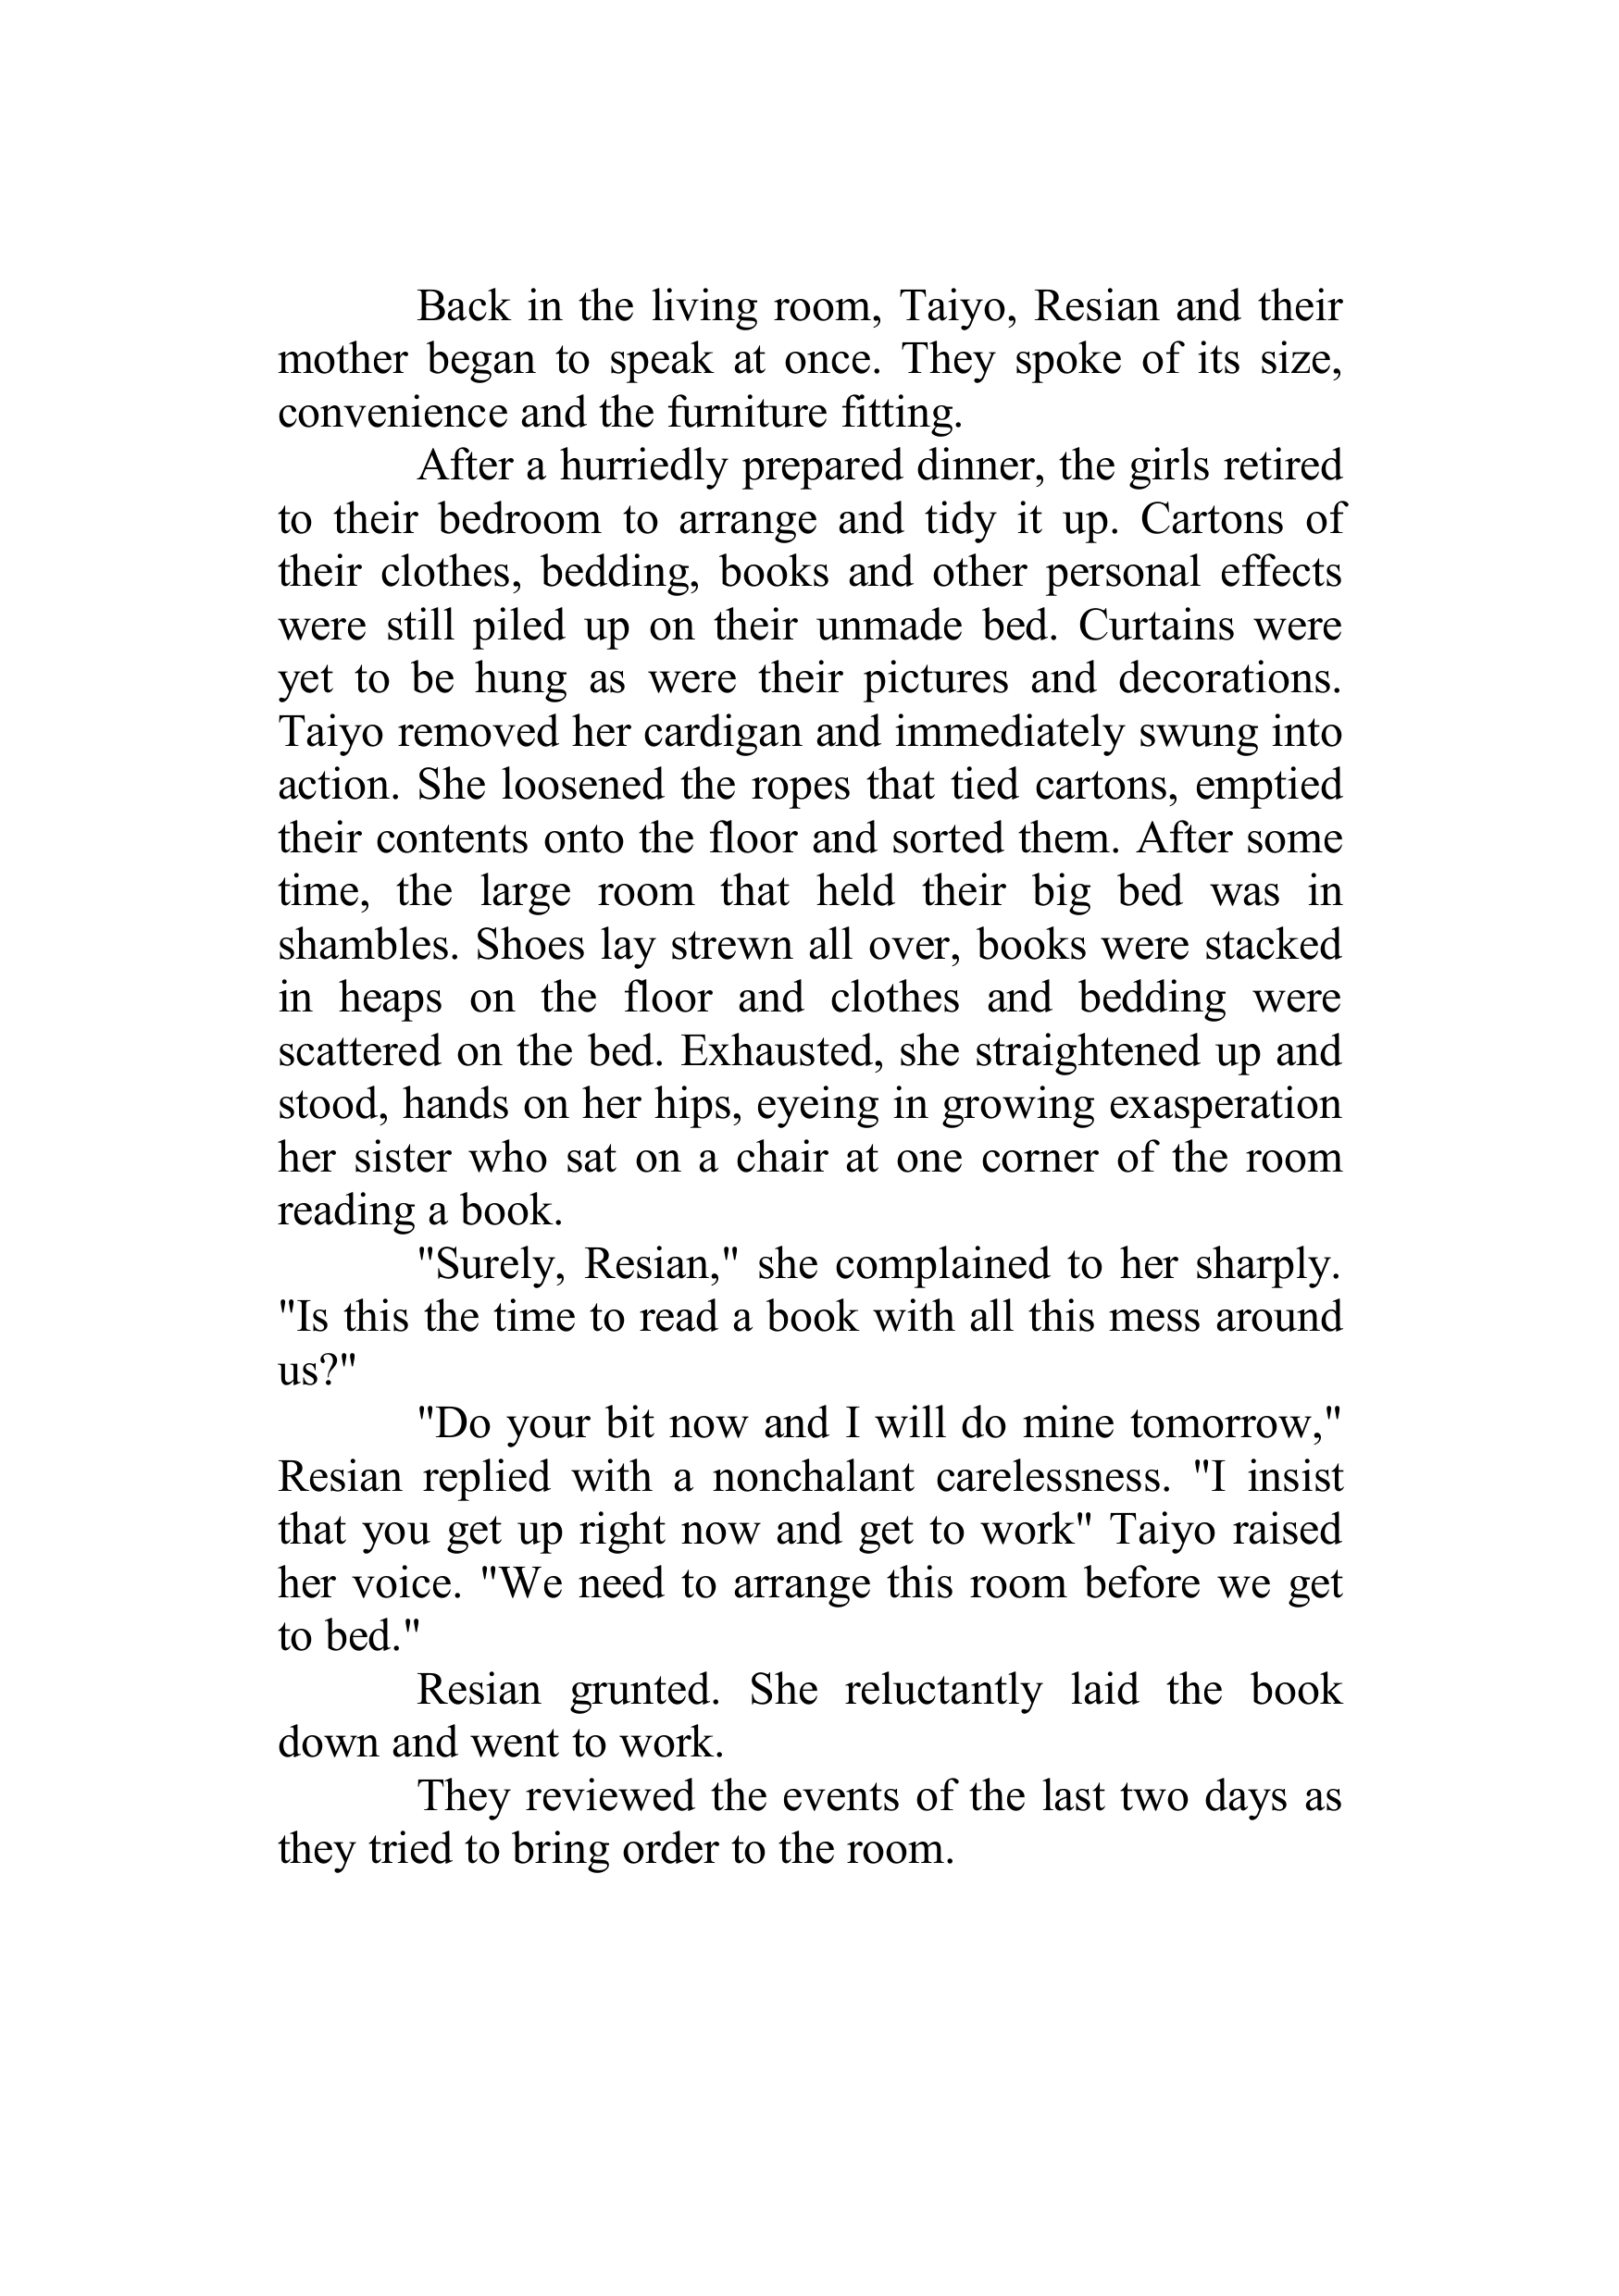 Back in the living room, Taiyo, Resian and their
mother began to speak at once. They spoke of its size,
convenience and the furniture fitting.
After a hurriedly prepared dinner, the girls retired
to their bedroom to arrange and tidy it up. Cartons of
their clothes, bedding, books and other personal effects
were still piled up on their unmade bed. Curtains were
yet to be hung as were their pictures and decorations.
Taiyo removed her cardigan and immediately swung into
action. She loosened the ropes that tied cartons, emptied
their contents onto the floor and sorted them. After some
time, the large room that held their big bed was in
shambles. Shoes lay strewn all over, books were stacked
in heaps on the floor and clothes and bedding were
scattered on the bed. Exhausted, she straightened up and
stood, hands on her hips, eyeing in growing exasperation
her sister who sat on a chair at one corner of the room
reading a book.
"Surely, Resian," she complained to her sharply.
"Is this the time to read a book with all this mess around
us?"
"Do your bit now and I will do mine tomorrow,"
Resian replied with a nonchalant carelessness. "I insist
that you get up right now and get to work" Taiyo raised
her voice. "We need to arrange this room before we get
to bed."
Resian grunted. She reluctantly laid the book
down and went to work.
They reviewed the events of the last two days as
they tried to bring order to the room.